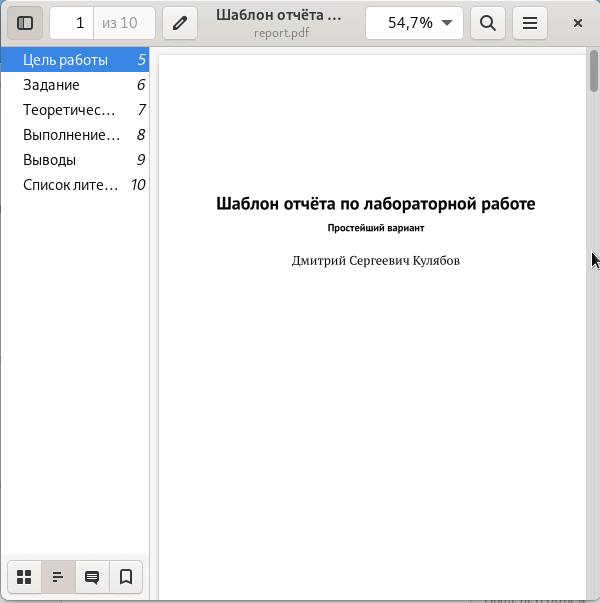 1 из 10
Шаблон отчёта ...
report.pdf
54,7%
Цель работы 5
Задание 6
Теоретичес... 7
Выполнение... 8
Выводы 9
Список лите... 10
Шаблон отчёта по лабораторной работе
Простейший вариант
Дмитрий Сергеевич Кулябов